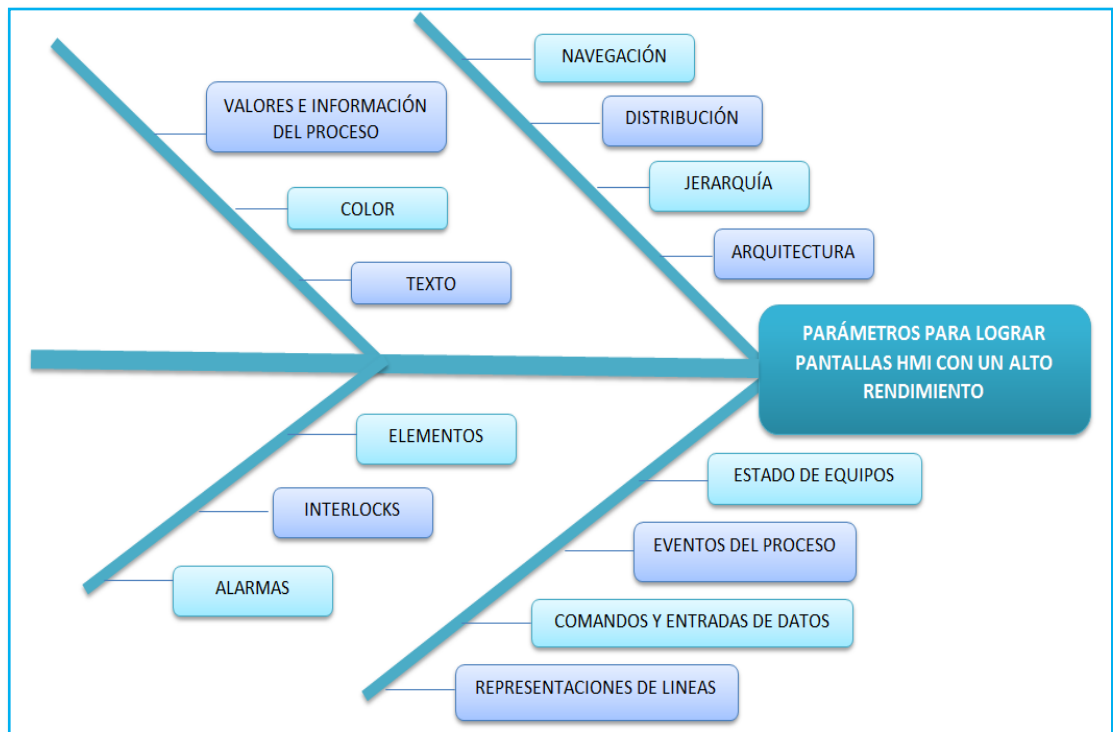 NAVEGACIÓN
VALORES E INFORMACIÓN
DEL PROCESO
DISTRIBUCIÓN
JERARQUÍA
COLOR
ARQUITECTURA
TEXTO
PARÁMETROS PARA LOGRAR
PANTALLAS HMI CON UN ALTO
RENDIMIENTO
ELEMENTOS
ESTADO DE EQUIPOS
INTERLOCKS
EVENTOS DEL PROCESO
ALARMAS
COMANDOS Y ENTRADAS DE DATOS
REPRESENTACIONES DE LINEAS